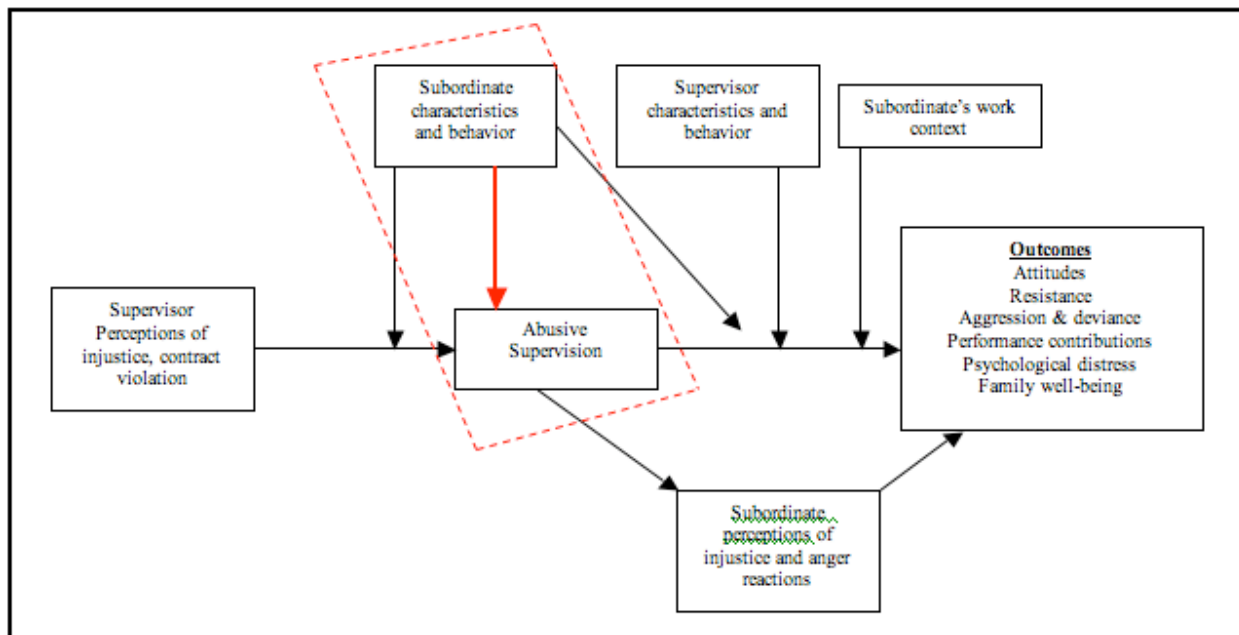 Subordinate
characteristics
and behavior
Supervisor
characteristics and
behavior
Subordinate's work
context
Supervisor
Perceptions of
injustice, contract
violation
Abusive
Supervision
Outcomes
Attitudes
Resistance
Aggression & deviance
Performance contributions
Psychological distress
Family well-being
Subordinate
perceptions of
injustice and anger
reactions